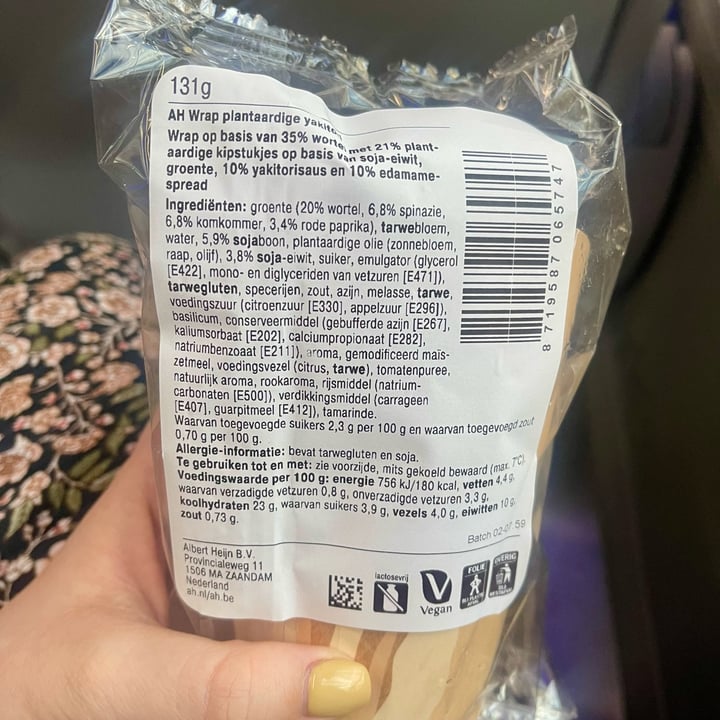 131g
AH Wrap plantaardige yakito
Wrap op basis van 35% wortel met 21% plant-
aardige kipstukjes op basis van soja-eiwit,
groente, 10% yakitorisaus en 10% edamame-
spread
Ingrediënten: groente (20% wortel, 6,8% spinazie,
6,8% komkommer, 3,4% rode paprika), tarwebloem,
water, 5,9% sojaboon, plantaardige olie (zonnebloem,
raap, olijf), 3,8% soja-eiwit, suiker, emulgator (glycerol
[E422], mono- en diglyceriden van vetzuren [E471]),
tarwegluten, specerijen, zout, azijn, melasse, tarwe,
voedingszuur (citroenzuur [E330], appelzuur [E296]),
basilicum, conserveermiddel (gebufferde azijn [E267],
kaliumsorbaat [E202], calciumpropionaat [E282],
natriumbenzoaat [E211]), aroma, gemodificeerd maïs-
zetmeel, voedingsvezel (citrus, tarwe), tomatenpuree,
natuurlijk aroma, rookaroma, rijsmiddel (natrium-
carbonaten [E500]), verdikkingsmiddel (carrageen
[E407], guarpitmeel [E412]), tamarinde.
Waarvan toegevoegde suikers 2,3 g per 100 g en waarvan toegevoegd zout
0,70 g per 100 g.
Allergie-informatie: bevat tarwegluten en soja.
Te gebruiken tot en met: zie voorzijde, mits gekoeld bewaard (max. 7°C).
Voedingswaarde per 100 g: energie 756 kJ/180 kcal, vetten 4,4 g,
waarvan verzadigde vetzuren 0,8 g, onverzadigde vetzuren 3,3 g,
koolhydraten 23 g, waarvan suikers 3,9 g, vezels 4,0 g, eiwitten 10 g,
zout 0,73 g.
Batch 02-07:59
Albert Heijn B.V.
Provincialeweg 11
1506 MA ZAANDAM
Nederland
ah.nl/ah.be
lactosevrij
Vegan
FOLIE
OVERIG
8 719587 065747